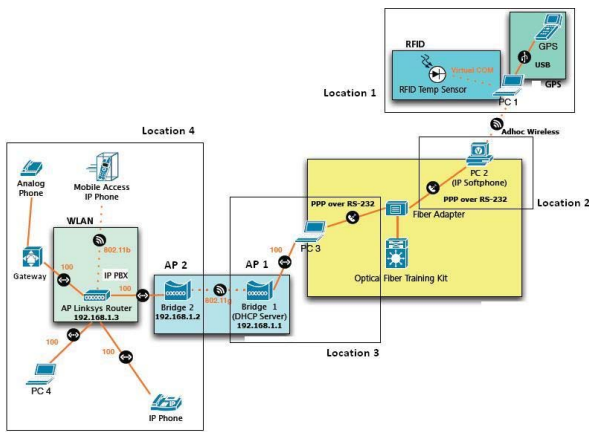 GPS
USB
GPS
RFID
Virtual COM
RFID Temp Sensor
PC 1
Location 1
Adhoc Wireless
Location 4
Analog
Phone
Mobile Access
IP Phone
PC 2
(IP Softphone)
PPP over RS-232
PPP over RS-232
Location 2
Fiber Adapter
WLAN
802.11b
100
IP PBX
Gateway
AP 2
AP 1
100
PC 3
Optical Fiber Training Kit
100
802.11g
AP Linksys Router
192.168.1.3
Bridge 2
192.168.1.2
Bridge 1
(DHCP Server)
192.168.1.1
Location 3
100
100
PC 4
IP Phone